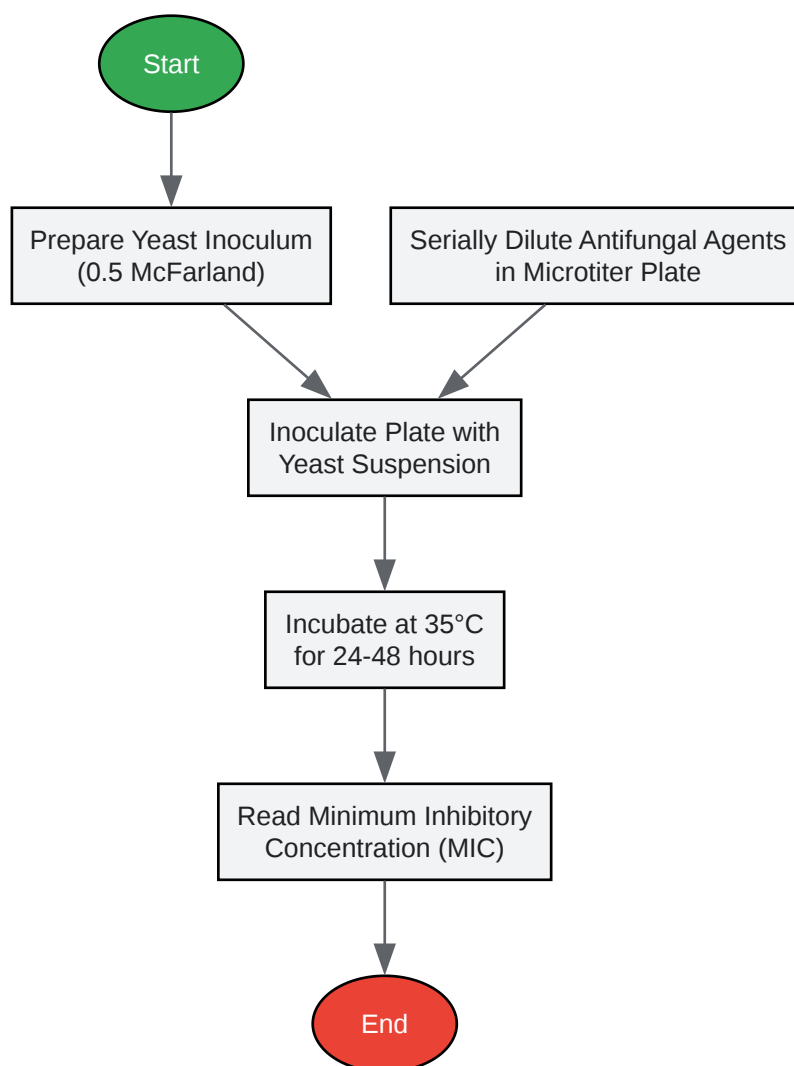 Start
Prepare Yeast Inoculum
(0.5 McFarland)
Serially Dilute Antifungal Agents
in Microtiter Plate
Inoculate Plate with
Yeast Suspension
Incubate at 35°C
for 24-48 hours
Read Minimum Inhibitory
Concentration (MIC)
End